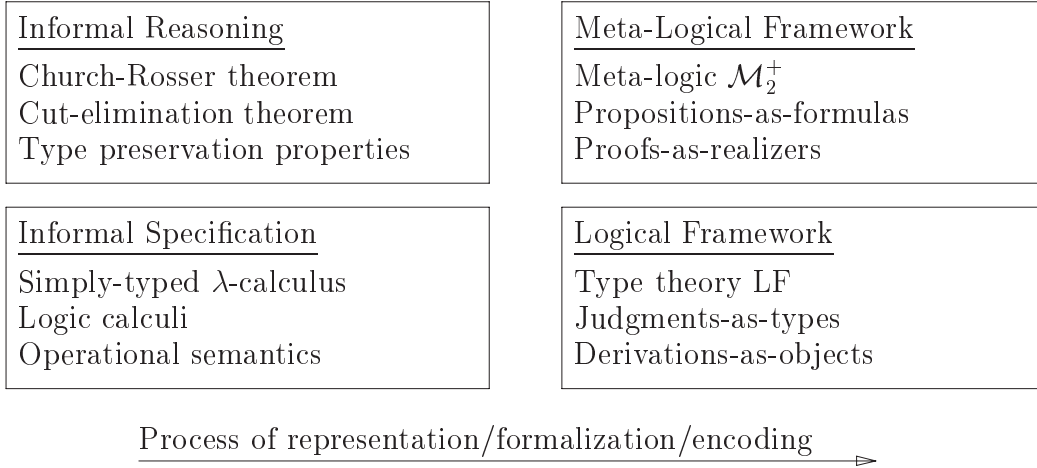 Informal Reasoning
Church-Rosser theorem
Cut-elimination theorem
Type preservation properties
Meta-Logical Framework
Meta-logic M₂⁺
Propositions-as-formulas
Proofs-as-realizers
Informal Specification
Simply-typed λ-calculus
Logic calculi
Operational semantics
Logical Framework
Type theory LF
Judgments-as-types
Derivations-as-objects
Process of representation/formalization/encoding